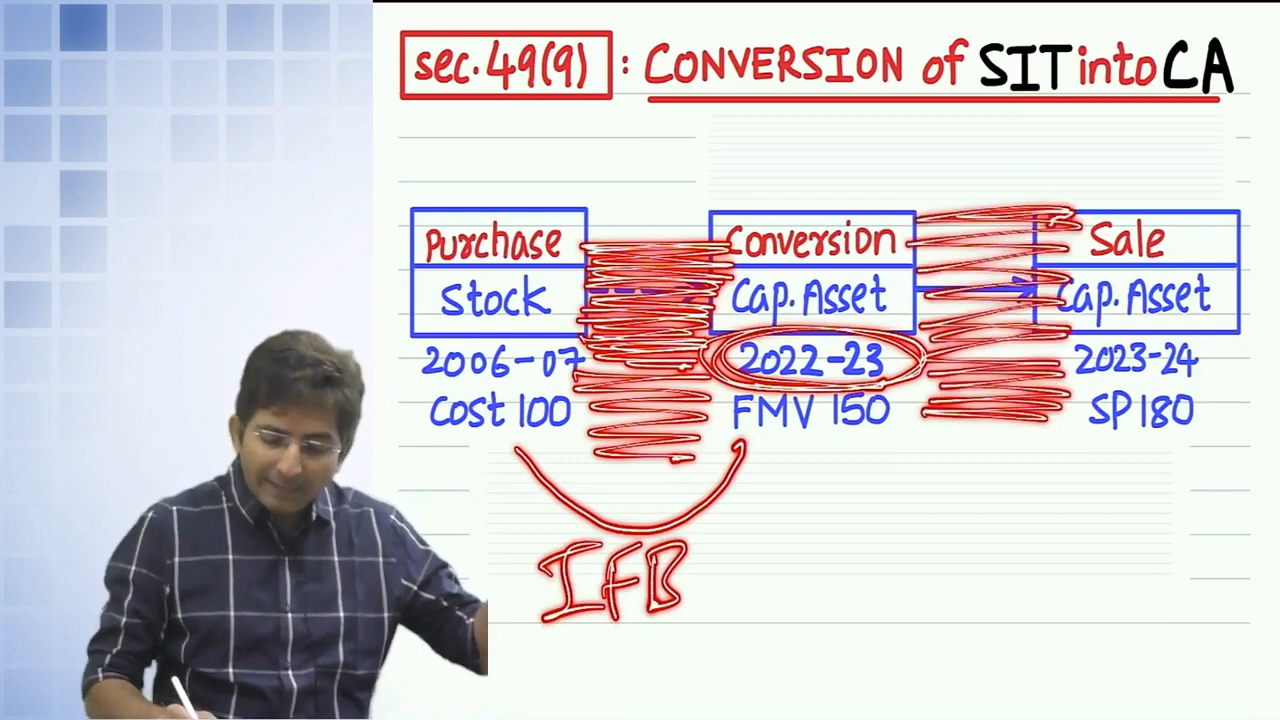 sec.49(9) : CONVERSION of SIT into CA
Purchase Conversion Sale
Stock Cap. Asset Cap. Asset
2006-07 2022-23 2023-24
Cost 100 FMV 150 SP 180
IFB